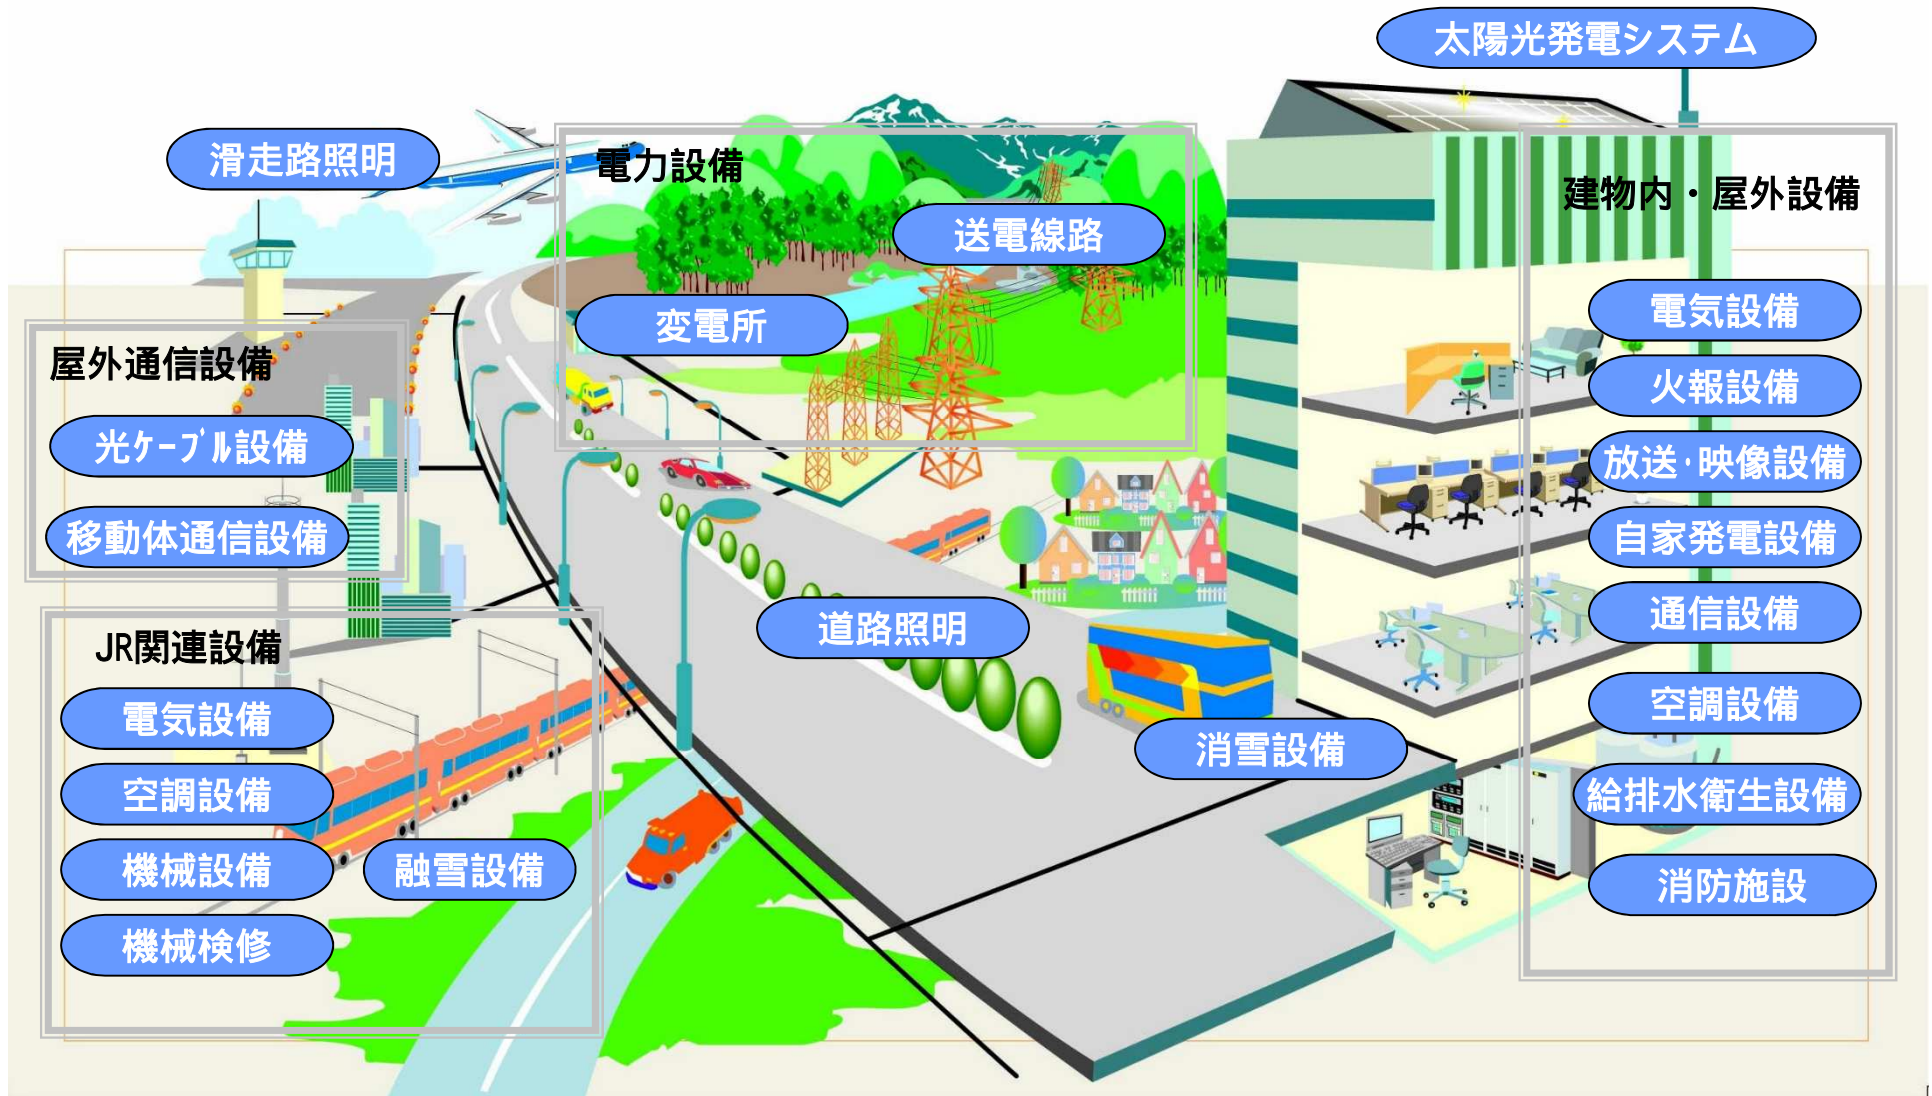 太陽光発電システム
滑走路照明
電力設備
送電線路
変電所
屋外通信設備
光ｹｰﾌﾞﾙ設備
移動体通信設備
JR関連設備
電気設備
空調設備
機械設備
融雪設備
機械検修
道路照明
消雪設備
建物内・屋外設備
電気設備
火報設備
放送･映像設備
自家発電設備
通信設備
空調設備
給排水衛生設備
消防施設